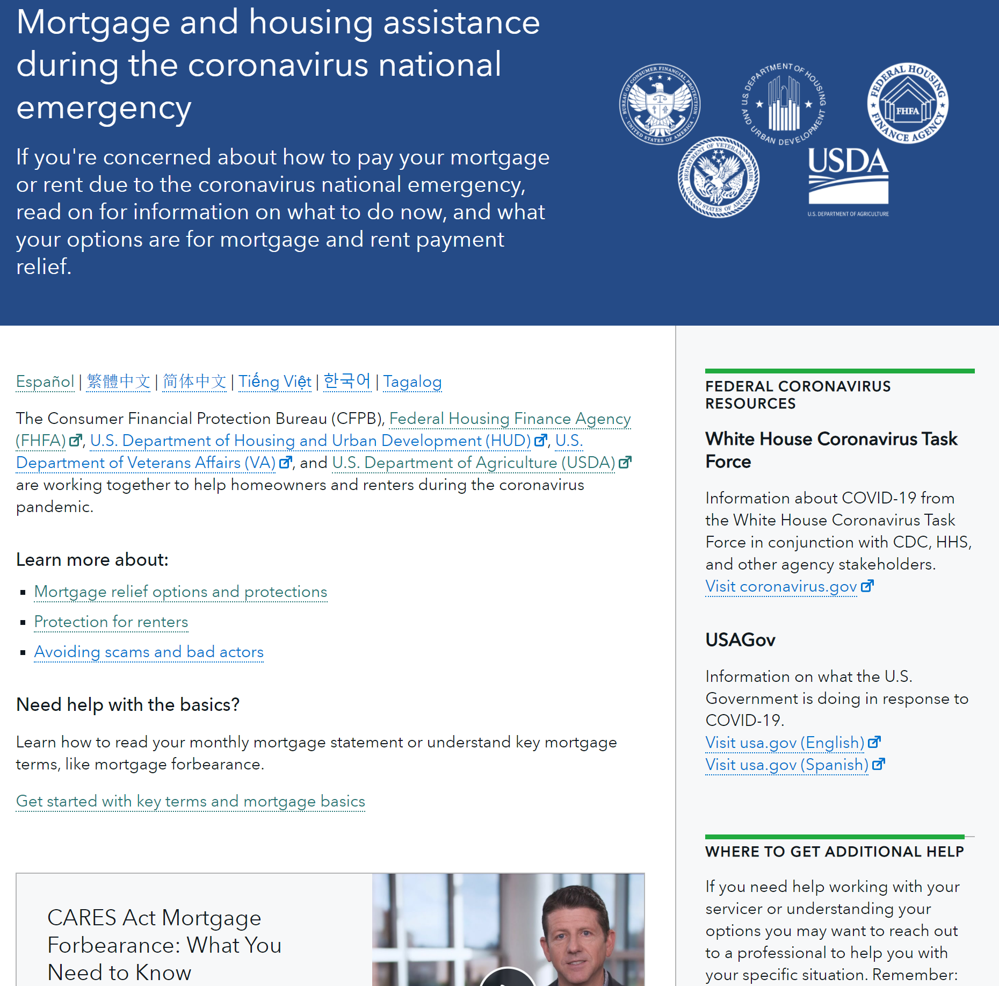 Mortgage and housing assistance
during the coronavirus national
emergency
If you're concerned about how to pay your mortgage
or rent due to the coronavirus national emergency,
read on for information on what to do now, and what
your options are for mortgage and rent payment
relief.
BUREAU OF CONSUMER FINANCIAL PROTECTION
UNITED STATES OF AMERICA
U.S. DEPARTMENT OF HOUSING
AND URBAN DEVELOPMENT
FEDERAL HOUSING
FHFA
FINANCE AGENCY
DEPARTMENT OF VETERANS AFFAIRS
UNITED STATES OF AMERICA
USDA
U.S. DEPARTMENT OF AGRICULTURE
Español | 繁體中文 | 简体中文 | Tiếng Việt | 한국어 | Tagalog
The Consumer Financial Protection Bureau (CFPB), Federal Housing Finance Agency
(FHFA), U.S. Department of Housing and Urban Development (HUD), U.S.
Department of Veterans Affairs (VA), and U.S. Department of Agriculture (USDA)
are working together to help homeowners and renters during the coronavirus
pandemic.
Learn more about:
Mortgage relief options and protections
Protection for renters
Avoiding scams and bad actors
Need help with the basics?
Learn how to read your monthly mortgage statement or understand key mortgage
terms, like mortgage forbearance.
Get started with key terms and mortgage basics
CARES Act Mortgage
Forbearance: What You
Need to Know
FEDERAL CORONAVIRUS
RESOURCES
White House Coronavirus Task
Force
Information about COVID-19 from
the White House Coronavirus Task
Force in conjunction with CDC, HHS,
and other agency stakeholders.
Visit coronavirus.gov
USAGov
Information on what the U.S.
Government is doing in response to
COVID-19.
Visit usa.gov (English)
Visit usa.gov (Spanish)
WHERE TO GET ADDITIONAL HELP
If you need help working with your
servicer or understanding your
options you may want to reach out
to a professional to help you with
your specific situation. Remember: